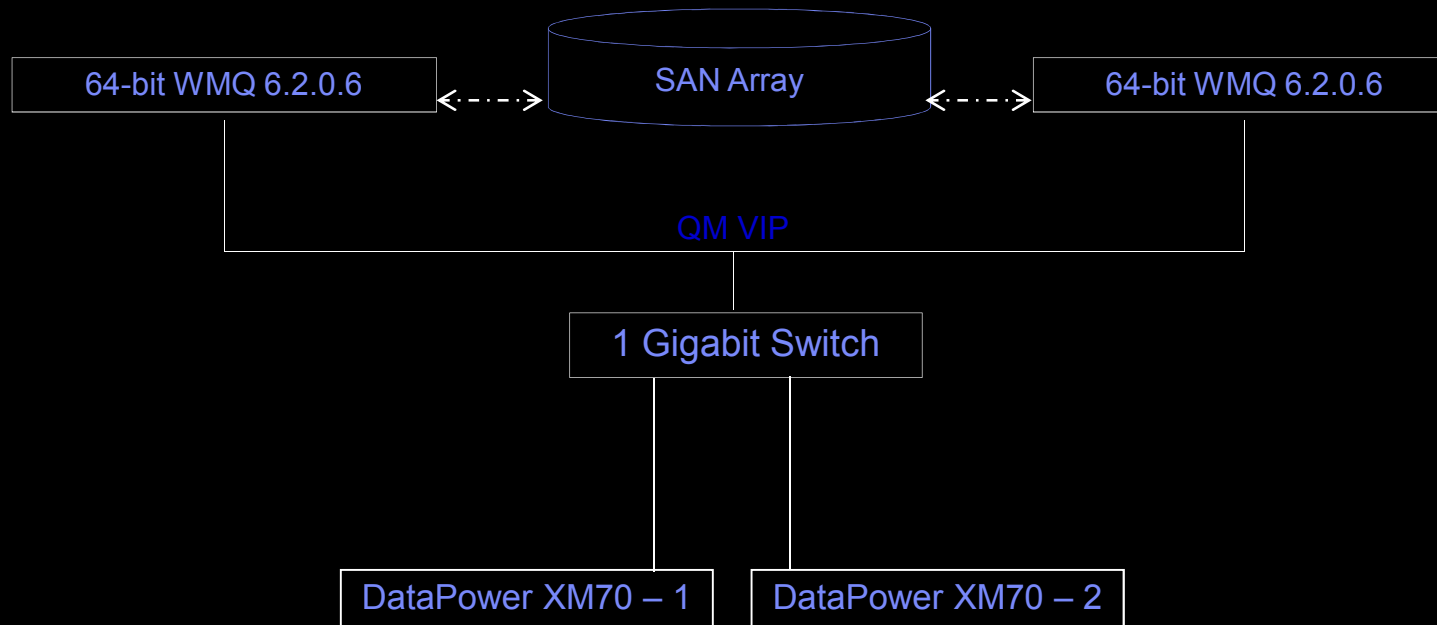 64-bit WMQ 6.2.0.6
SAN Array
64-bit WMQ 6.2.0.6
QM VIP
1 Gigabit Switch
DataPower XM70 – 1
DataPower XM70 – 2